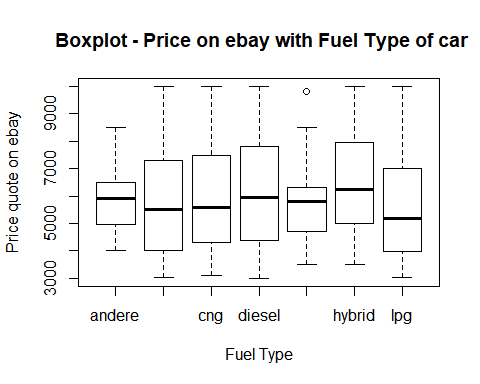 Boxplot - Price on ebay with Fuel Type of car
Price quote on ebay
9000
7000
5000
3000
andere cng diesel hybrid lpg
Fuel Type